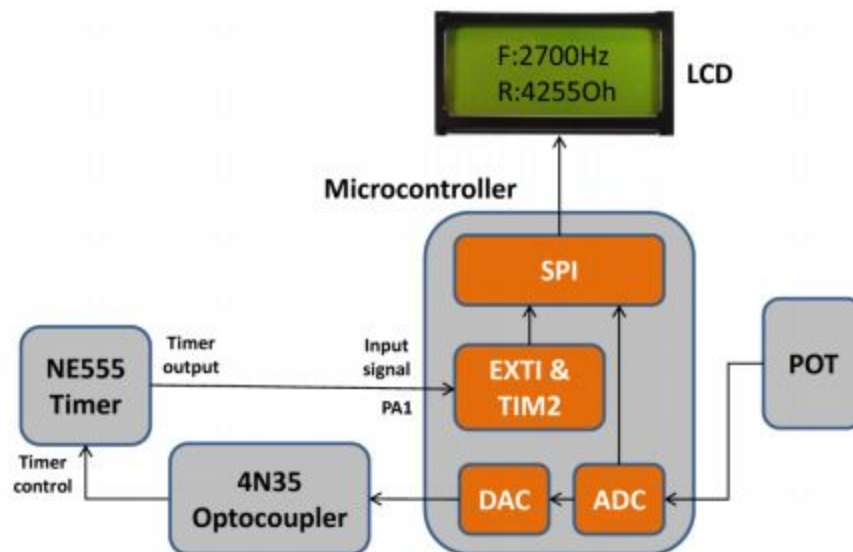 F:2700Hz
R:4255Oh
LCD
Microcontroller
SPI
NE555
Timer
Timer
output
Input
signal
PA1
EXTI &
TIM2
POT
Timer
control
4N35
Optocoupler
DAC
ADC